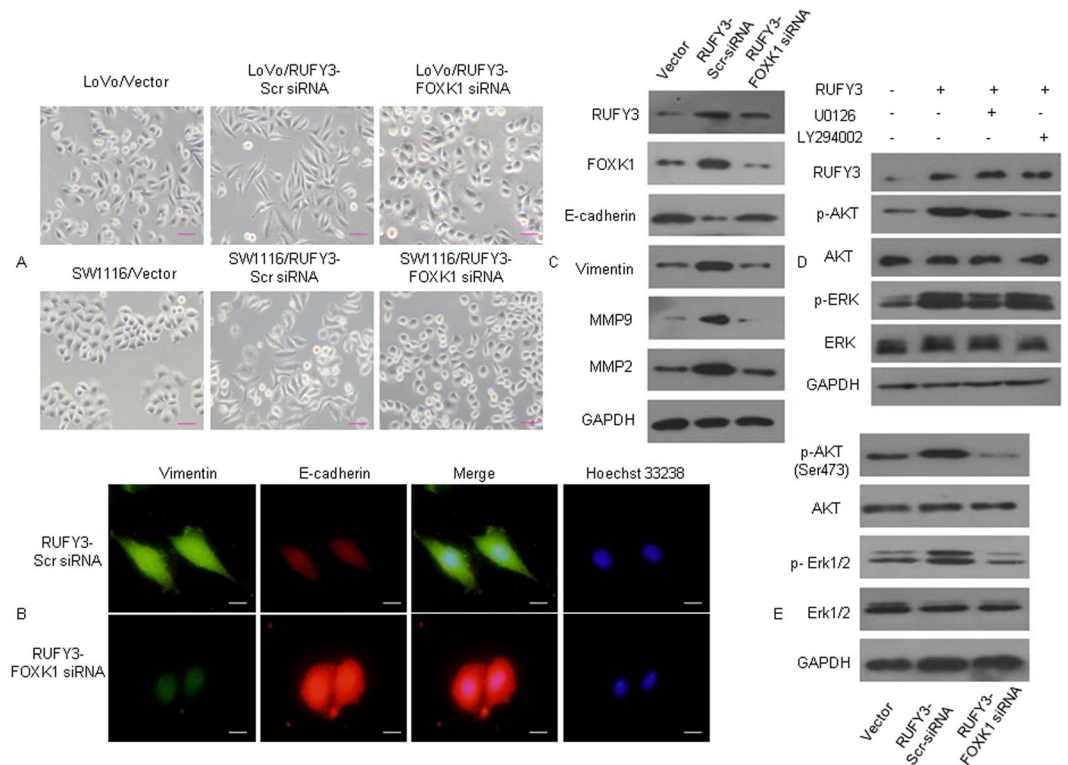 LoVo/Vector
LoVo/RUFY3-
Scr siRNA
LoVo/RUFY3-
FOXK1 siRNA
A
SW1116/Vector
SW1116/RUFY3-
Scr siRNA
SW1116/RUFY3-
FOXK1 siRNA
Vimentin
E-cadherin
Merge
Hoechst 33238
RUFY3-
Scr siRNA
B
RUFY3-
FOXK1 siRNA
Vector
RUFY3-
Scr-siRNA
RUFY3-
FOXK1 siRNA
RUFY3
FOXK1
E-cadherin
C
Vimentin
MMP9
MMP2
GAPDH
RUFY3 - + + +
U0126 - - + -
LY294002 - - - +
RUFY3
p-AKT
D
AKT
p-ERK
ERK
GAPDH
p-AKT
(Ser473)
AKT
p- Erk1/2
E
Erk1/2
GAPDH
Vector
RUFY3-
Scr-siRNA
RUFY3-
FOXK1 siRNA